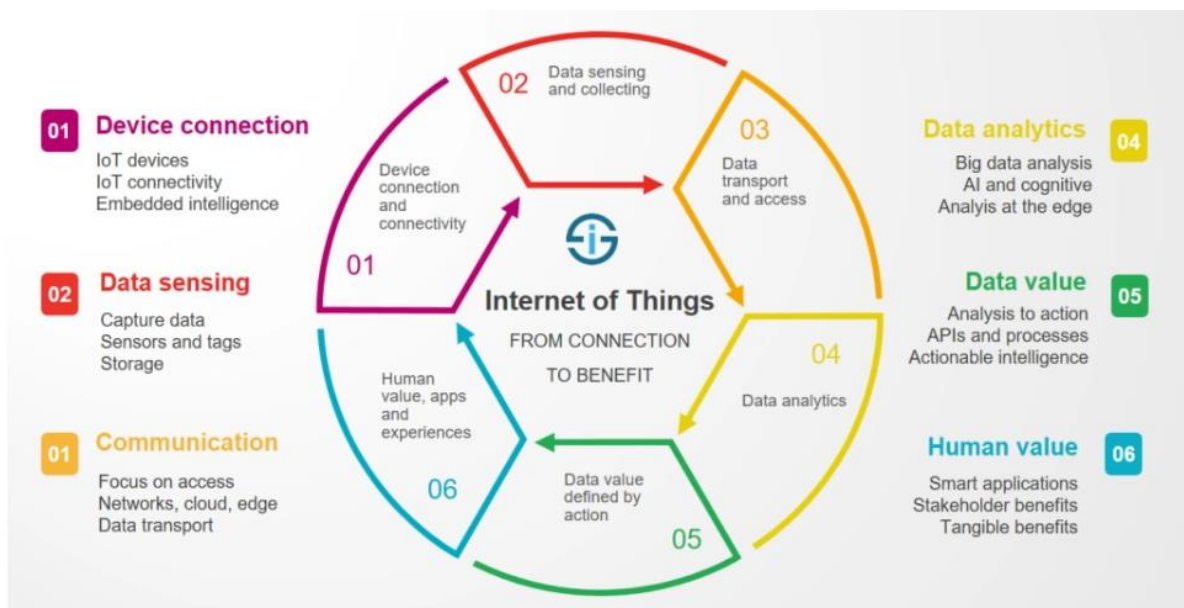 01 Device connection
IoT devices
IoT connectivity
Embedded intelligence
02 Data sensing
Capture data
Sensors and tags
Storage
01 Communication
Focus on access
Networks, cloud, edge
Data transport
Device
connection
and
connectivity
01
02
Data sensing
and collecting
03
Data
transport
and access
04
Data analytics
Data value
defined by
action
05
Human
value, apps
and
experiences
06
Internet of Things
FROM CONNECTION
TO BENEFIT
Data analytics 04
Big data analysis
AI and cognitive
Analyis at the edge
Data value 05
Analysis to action
APIs and processes
Actionable intelligence
Human value 06
Smart applications
Stakeholder benefits
Tangible benefits